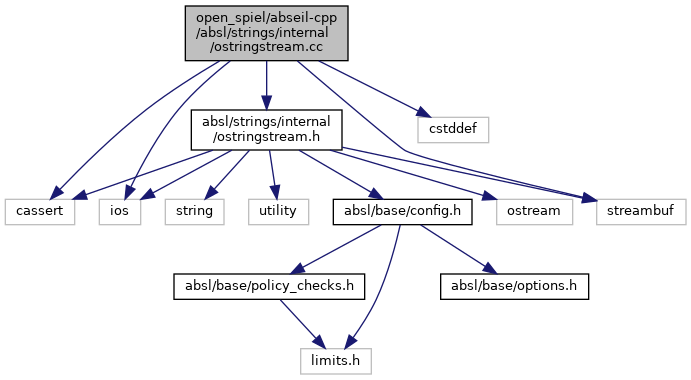 open_spiel/abseil-cpp
/absl/strings/internal
/ostringstream.cc
absl/strings/internal
/ostringstream.h
cstddef
cassert
ios
string
utility
absl/base/config.h
ostream
streambuf
absl/base/policy_checks.h
absl/base/options.h
limits.h